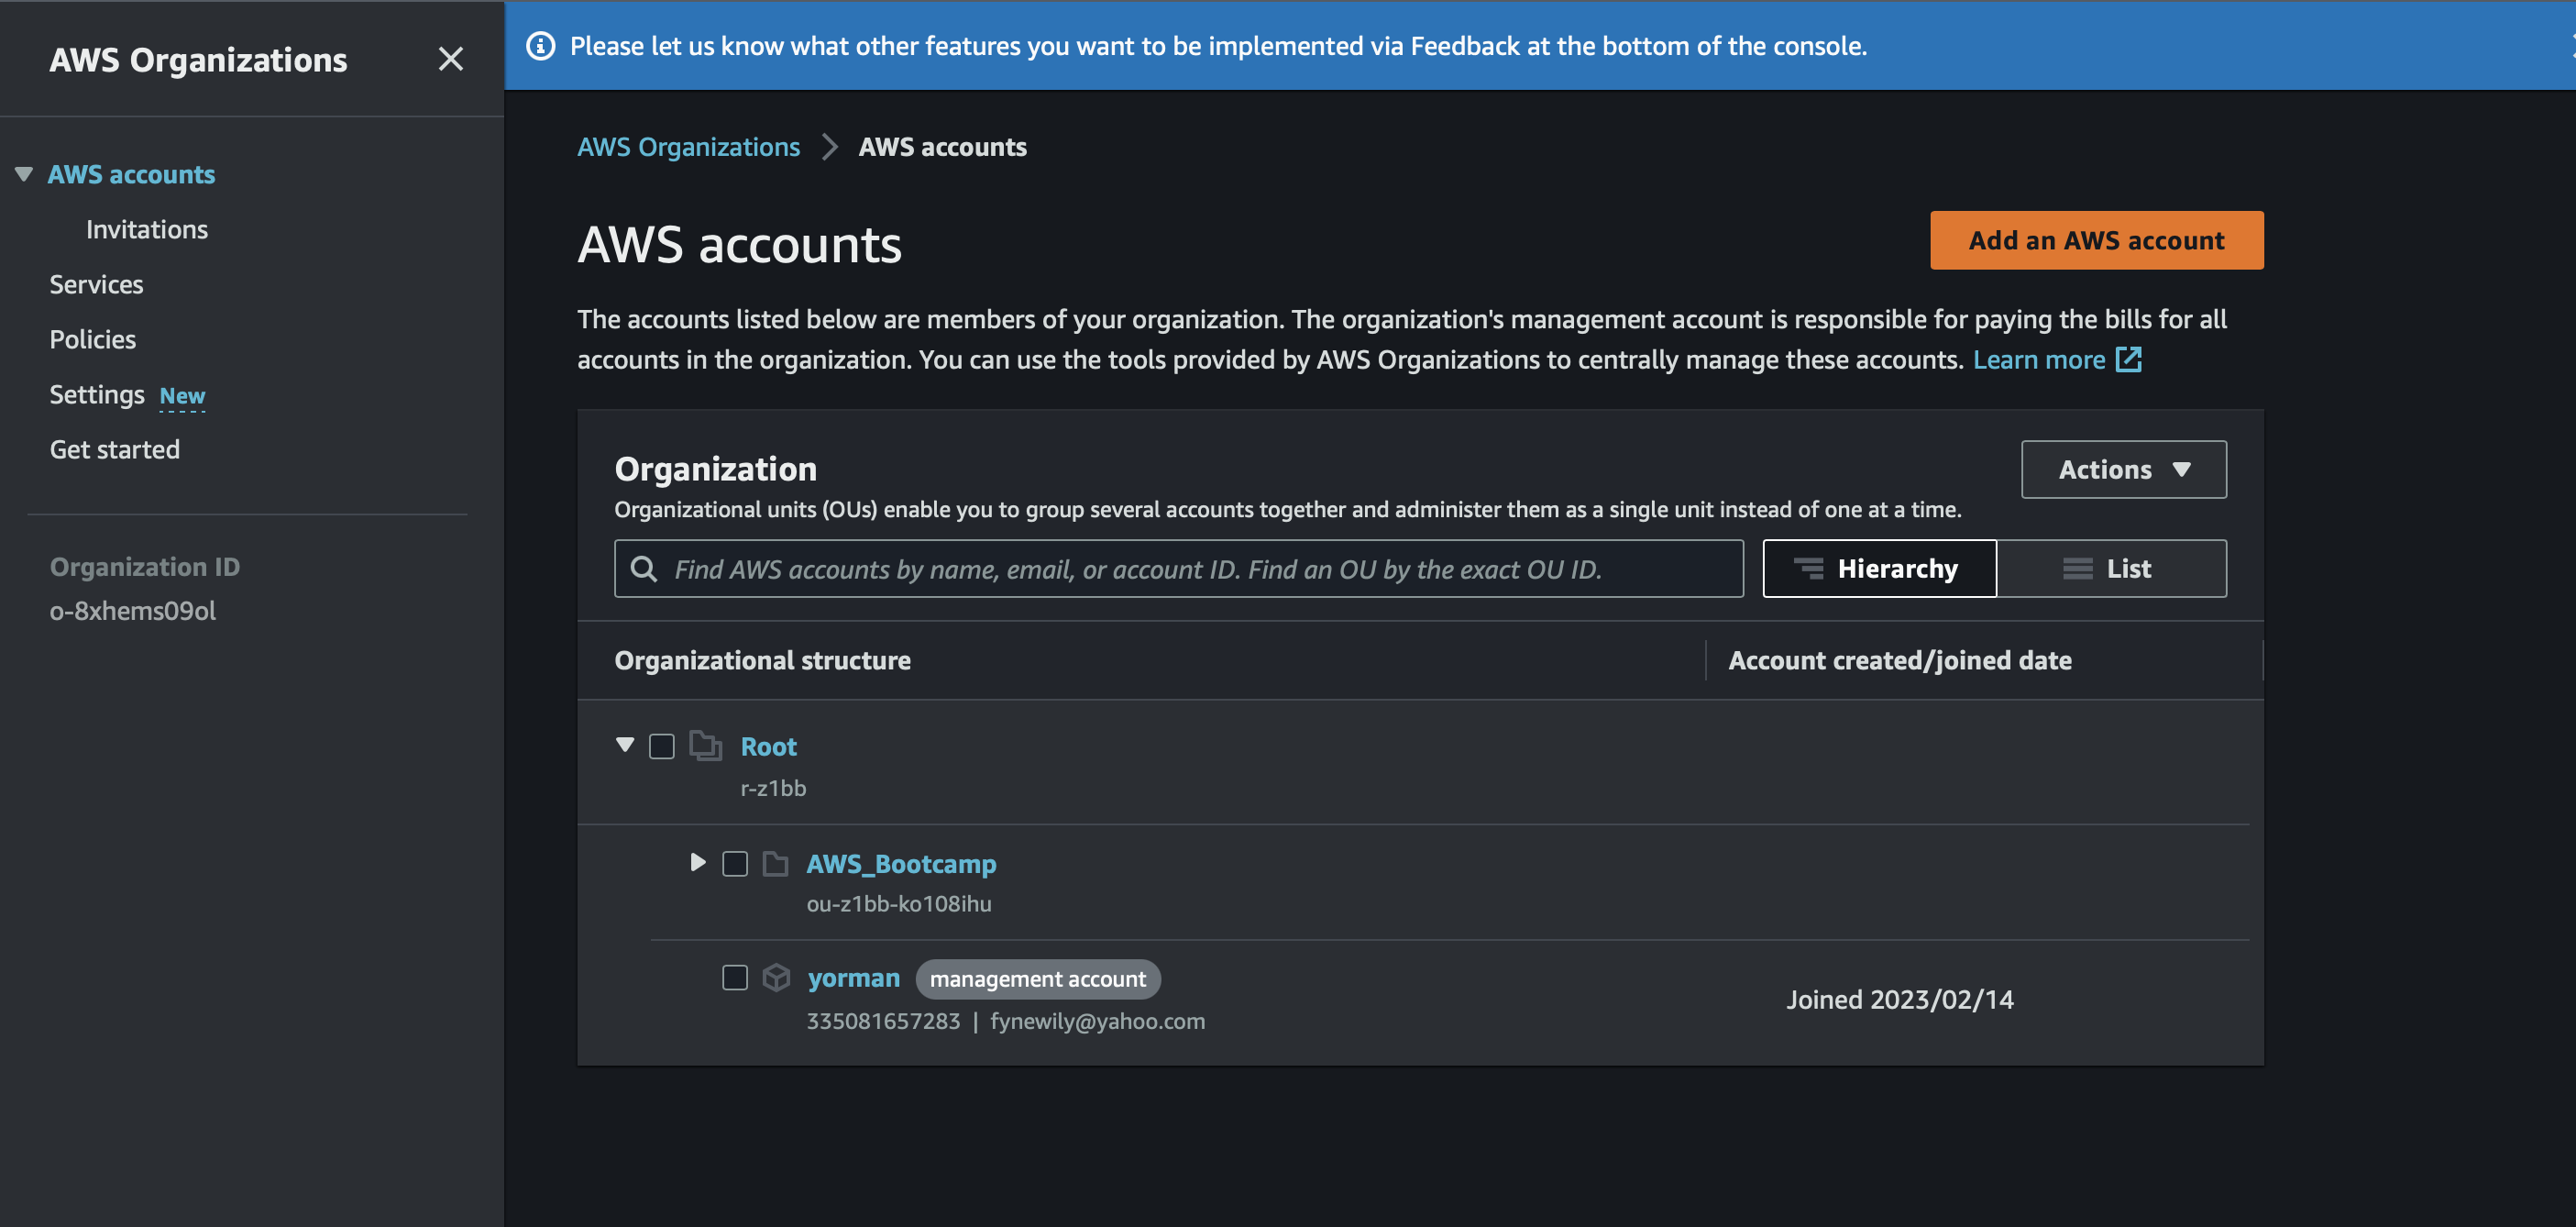 AWS Organizations
AWS accounts
Invitations
Services
Policies
Settings New
Get started
Organization ID
o-8xhems09ol
Please let us know what other features you want to be implemented via Feedback at the bottom of the console.
AWS Organizations AWS accounts
AWS accounts
Add an AWS account
The accounts listed below are members of your organization. The organization's management account is responsible for paying the bills for all
accounts in the organization. You can use the tools provided by AWS Organizations to centrally manage these accounts. Learn more
Organization
Actions
Organizational units (OUs) enable you to group several accounts together and administer them as a single unit instead of one at a time.
Find AWS accounts by name, email, or account ID. Find an OU by the exact OU ID.
Hierarchy
List
Organizational structure
Account created/joined date
Root
r-z1bb
AWS_Bootcamp
ou-z1bb-ko108ihu
yorman management account
335081657283 | fynewily@yahoo.com
Joined 2023/02/14